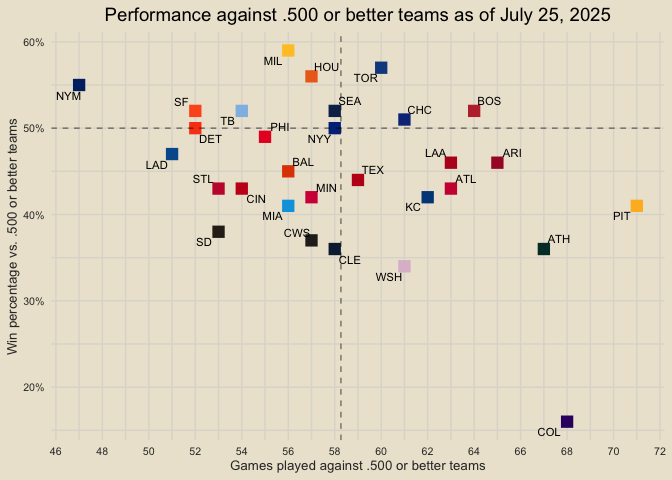 Performance against .500 or better teams as of July 25, 2025
60%
MIL
HOU
TOR
NYM
SF
TB
SEA
CHC
BOS
50%
DET
PHI
NYY
LAD
BAL
TEX
LAA
ARI
STL
CIN
MIN
ATL
MIA
KC
PIT
40%
SD
CWS
CLE
ATH
WSH
30%
20%
COL
Win percentage vs. .500 or better teams
46 48 50 52 54 56 58 60 62 64 66 68 70 72
Games played against .500 or better teams